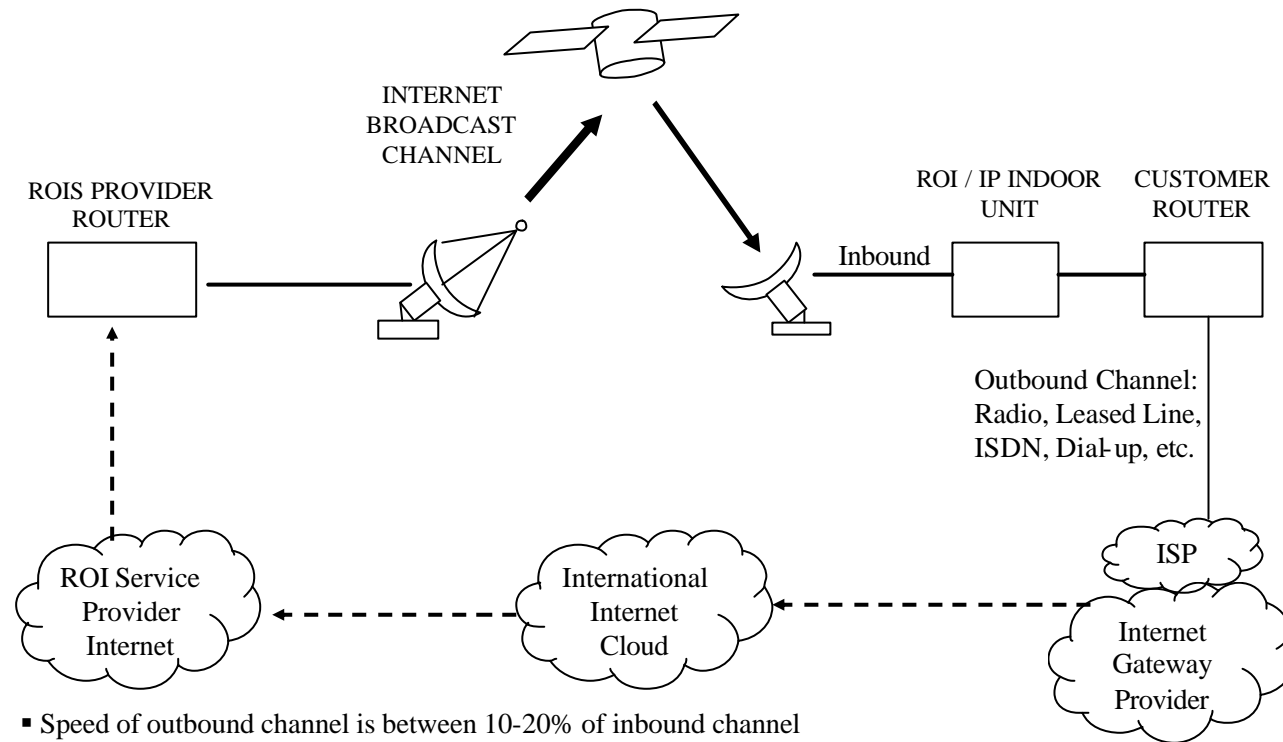 INTERNET
BROADCAST
CHANNEL
ROIS PROVIDER
ROUTER
ROI / IP INDOOR
UNIT
CUSTOMER
ROUTER
Inbound
Outbound Channel:
Radio, Leased Line,
ISDN, Dial-up, etc.
ROI Service
Provider
Internet
International
Internet
Cloud
ISP
Internet
Gateway
Provider
▪ Speed of outbound channel is between 10-20% of inbound channel